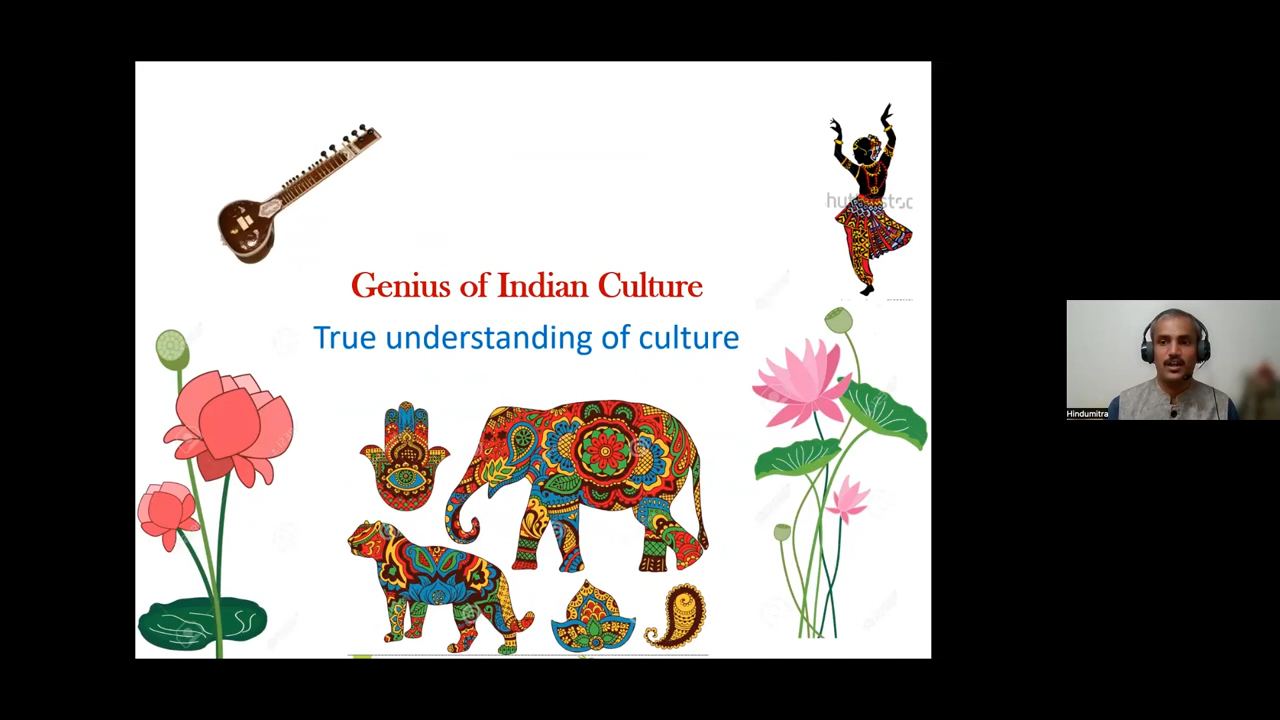 Genius of Indian Culture
True understanding of culture
Hindumitra